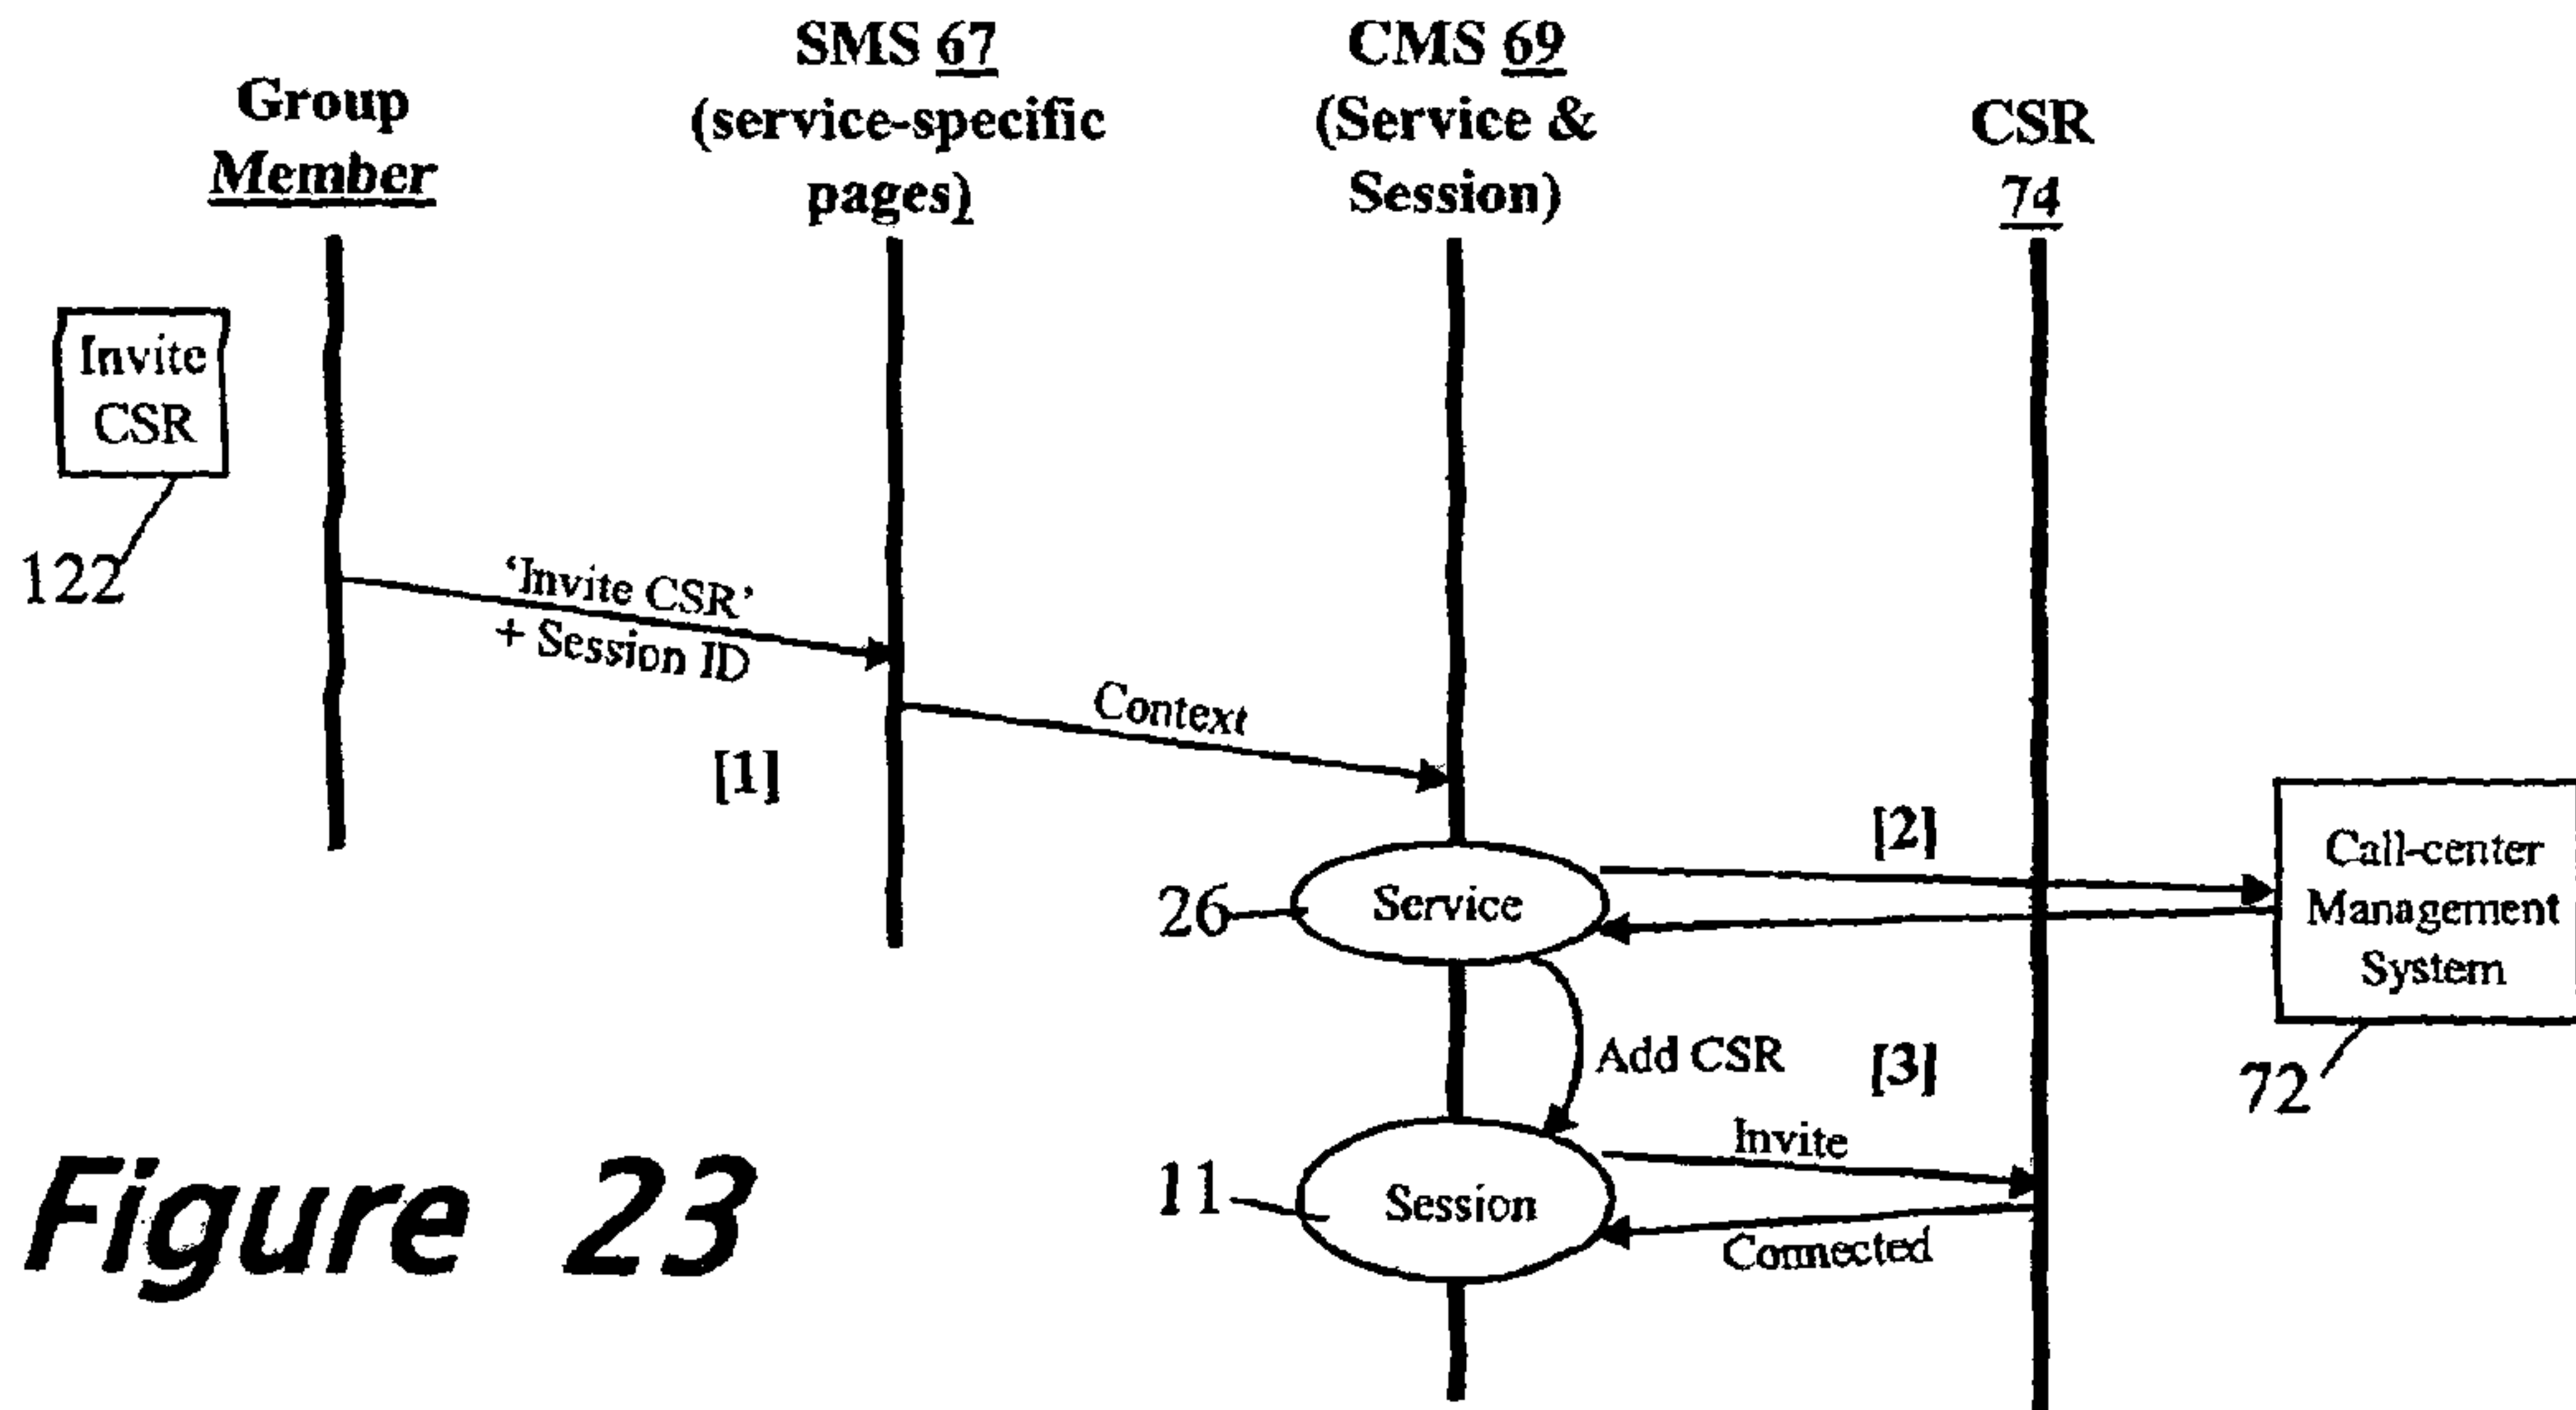 Group
Member
SMS 67
(service-specific
pages)
CMS 69
(Service &
Session)
CSR
74
Invite
CSR
122
‘Invite CSR’
+ Session ID
Context
[1]
[2]
Call-center
Management
System
72
26
Service
Add CSR
[3]
11
Session
Invite
Connected
Figure 23